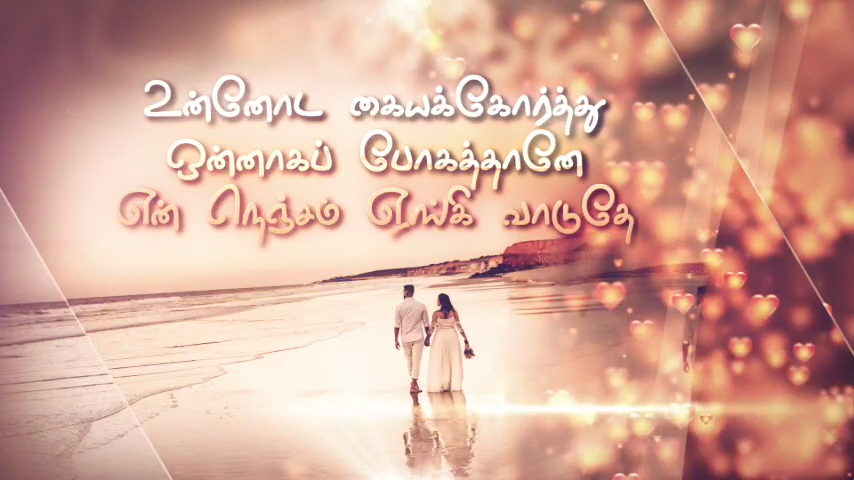 உன்னோட கையக்கோர்த்து
ஒன்னாகப் போகத்தானே
என் நெஞ்சம் ஏங்கி வாடுதே